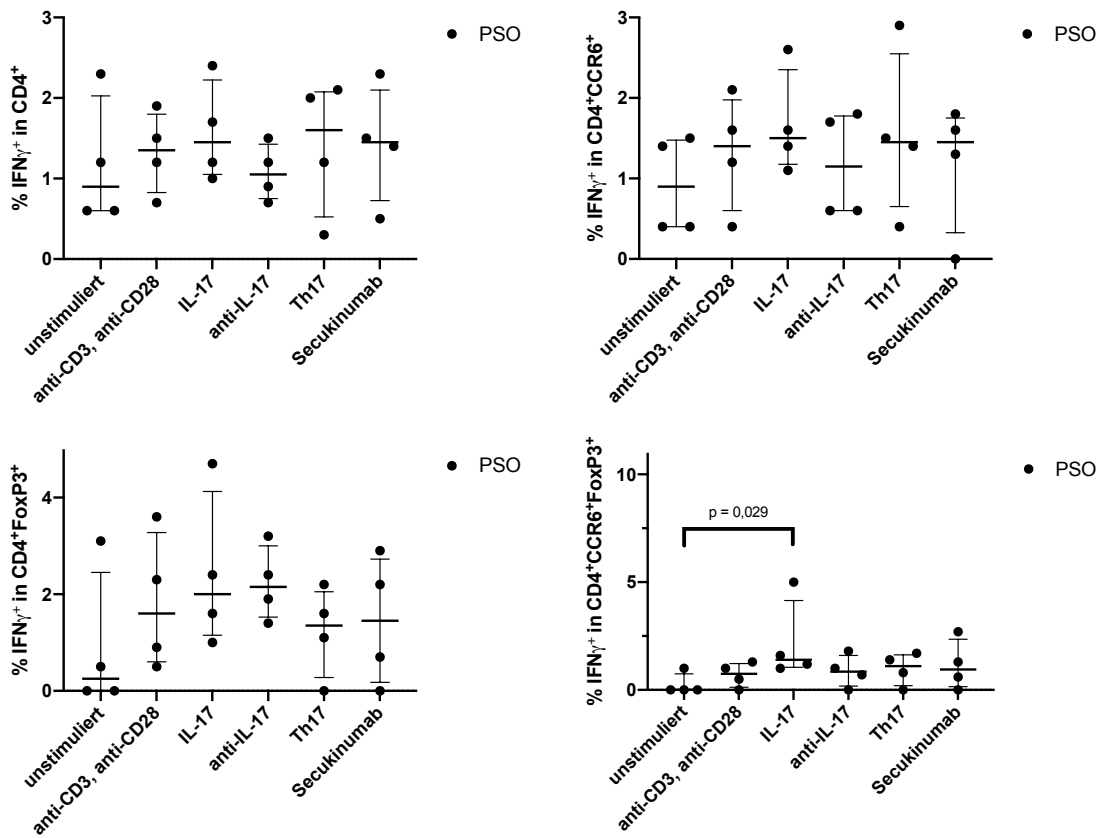 % IFNγ⁺ in CD4⁺
3
2
1
0
PSO
unstimuliert
anti-CD3, anti-CD28
IL-17
anti-IL-17
Th17
Secukinumab
% IFNγ⁺ in CD4⁺CCR6⁺
3
2
1
0
PSO
unstimuliert
anti-CD3, anti-CD28
IL-17
anti-IL-17
Th17
Secukinumab
% IFNγ⁺ in CD4⁺FoxP3⁺
4
2
0
PSO
unstimuliert
anti-CD3, anti-CD28
IL-17
anti-IL-17
Th17
Secukinumab
% IFNγ⁺ in CD4⁺CCR6⁺FoxP3⁺
10
5
0
p = 0,029
PSO
unstimuliert
anti-CD3, anti-CD28
IL-17
anti-IL-17
Th17
Secukinumab